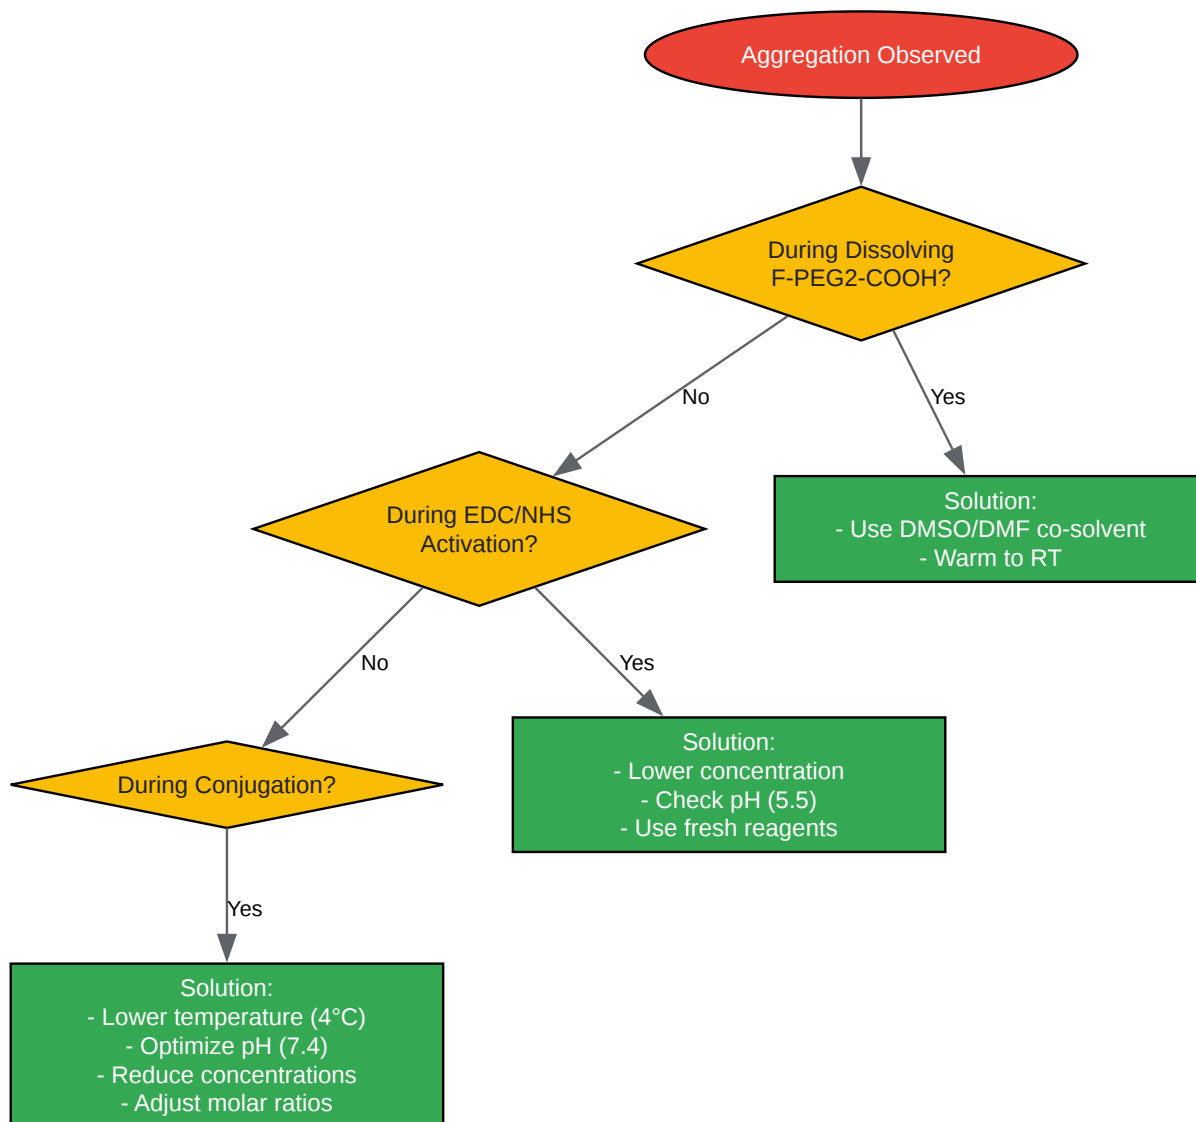 Aggregation Observed
During Dissolving
F-PEG2-COOH?
No
Yes
During EDC/NHS
Activation?
Solution:
- Use DMSO/DMF co-solvent
- Warm to RT
No
Yes
During Conjugation?
Solution:
- Lower concentration
- Check pH (5.5)
- Use fresh reagents
Yes
Solution:
- Lower temperature (4°C)
- Optimize pH (7.4)
- Reduce concentrations
- Adjust molar ratios